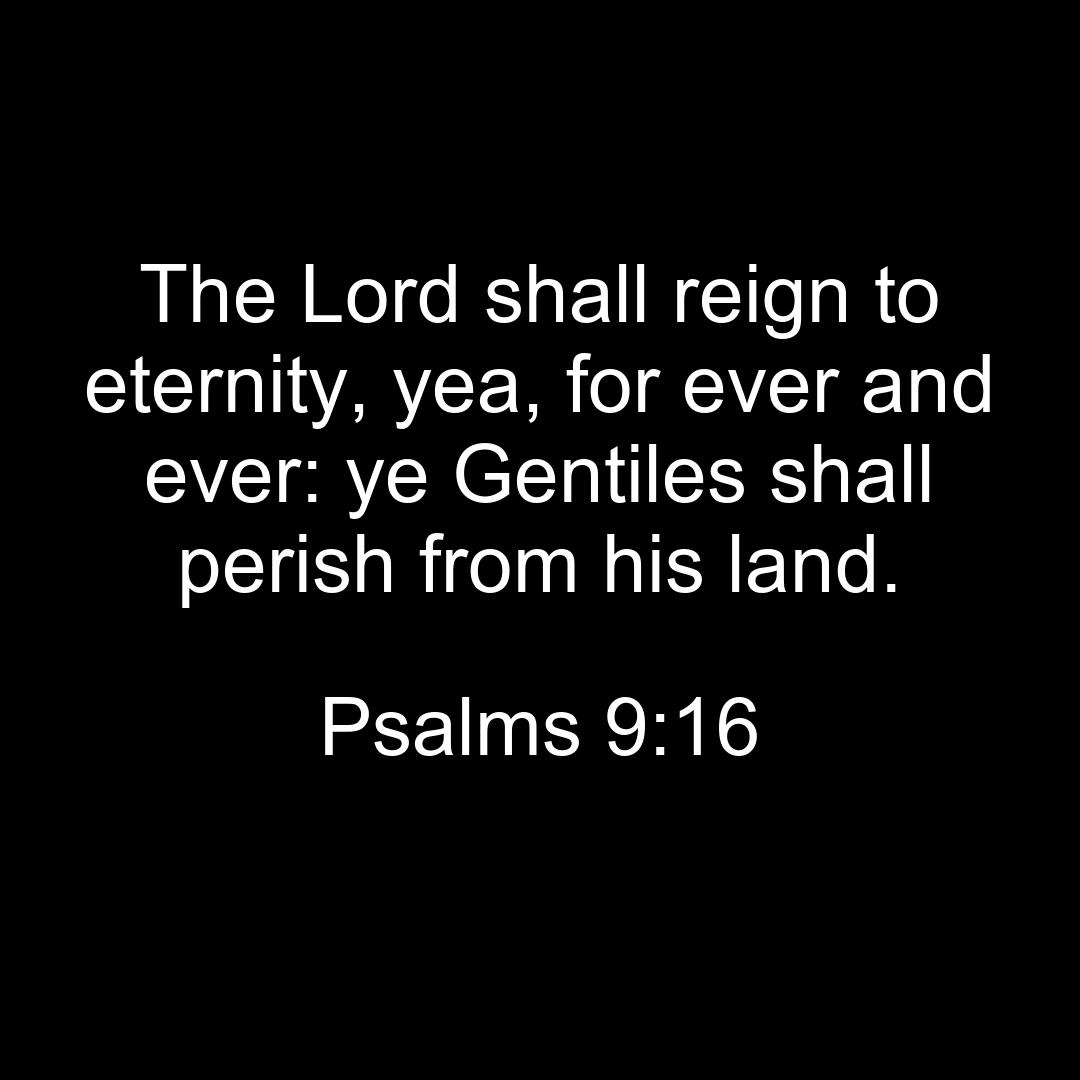 The Lord shall reign to
eternity, yea, for ever and
ever: ye Gentiles shall
perish from his land.
Psalms 9:16